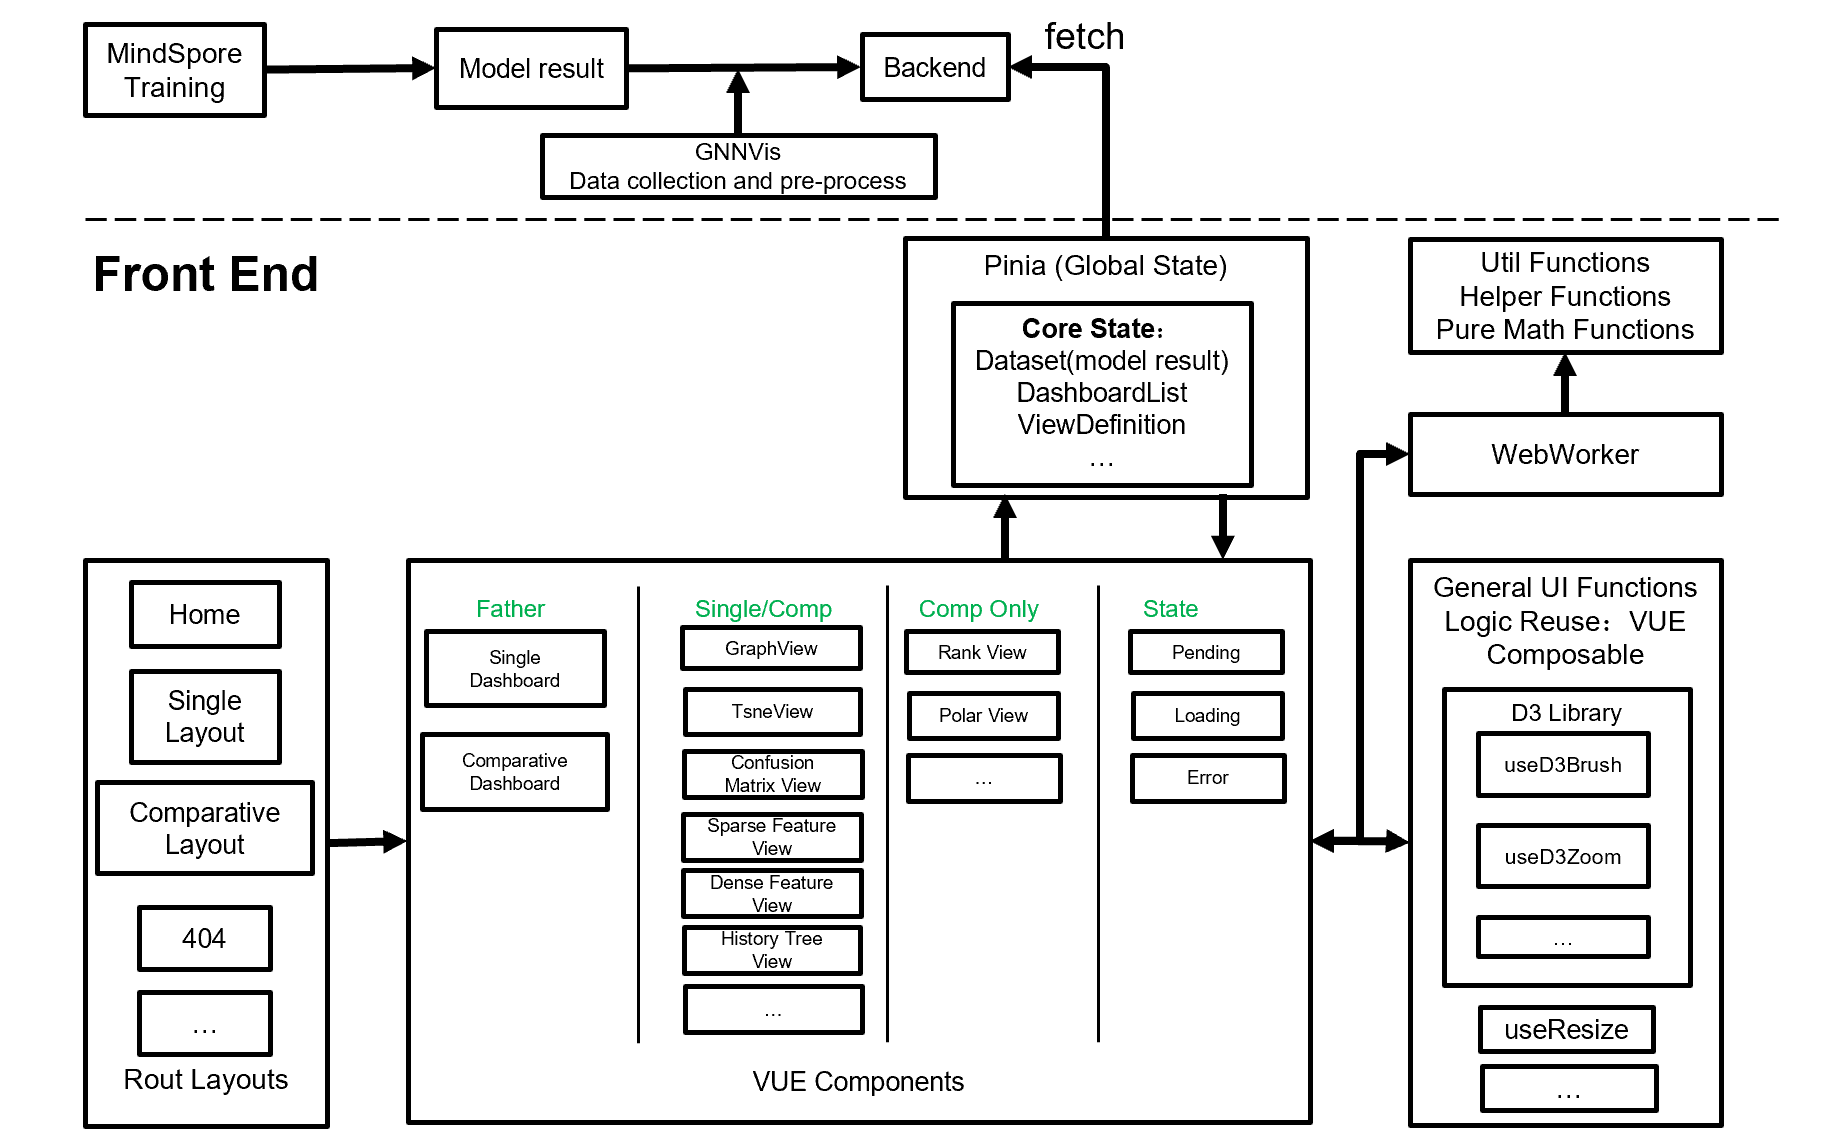 MindSpore
Training
Model result
Backend
fetch
GNNVis
Data collection and pre-process
Front End
Pinia (Global State)
Core State：
Dataset(model result)
DashboardList
ViewDefinition
…
Util Functions
Helper Functions
Pure Math Functions
WebWorker
Home
Single
Layout
Comparative
Layout
404
…
Rout Layouts
Father
Single
Dashboard
Comparative
Dashboard
Single/Comp
GraphView
TsneView
Confusion
Matrix View
Sparse Feature
View
Dense Feature
View
History Tree
View
…
Comp Only
Rank View
Polar View
…
State
Pending
Loading
Error
VUE Components
General UI Functions
Logic Reuse：VUE
Composable
D3 Library
useD3Brush
useD3Zoom
…
useResize
…